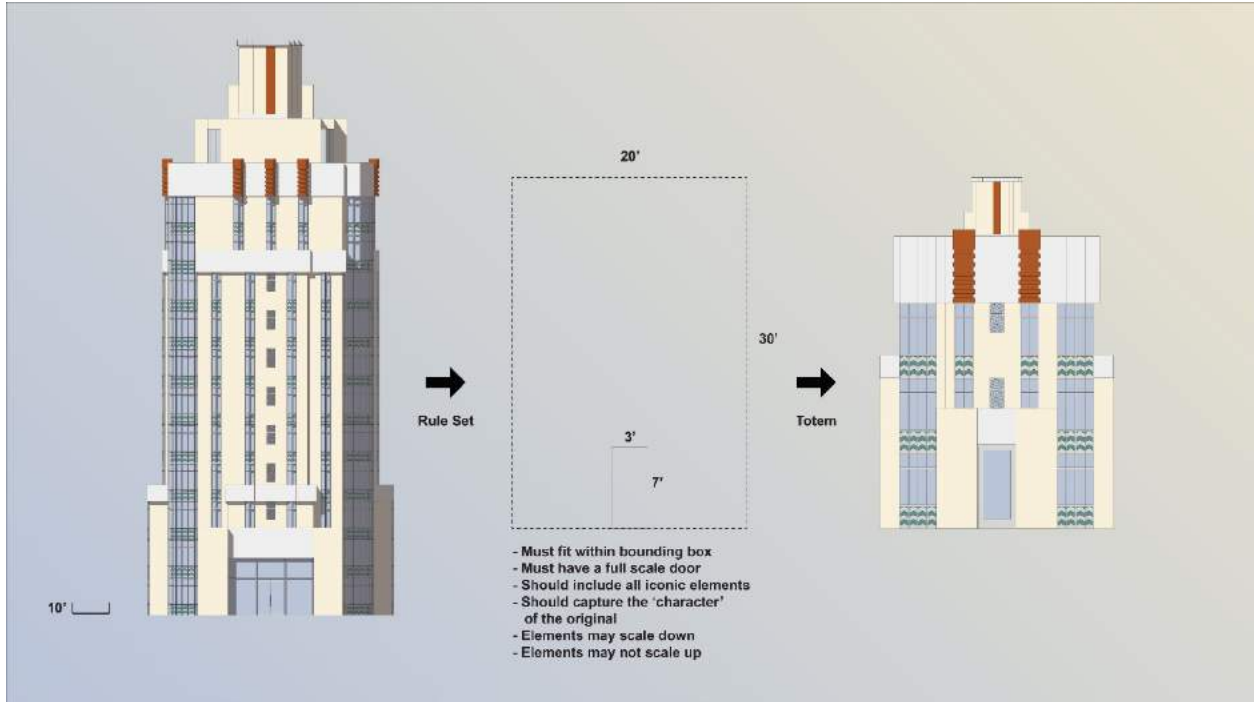 20'
30'
3'
7'
Rule Set
Totem
- Must fit within bounding box
- Must have a full scale door
- Should include all iconic elements
- Should capture the 'character'
of the original
- Elements may scale down
- Elements may not scale up
10'